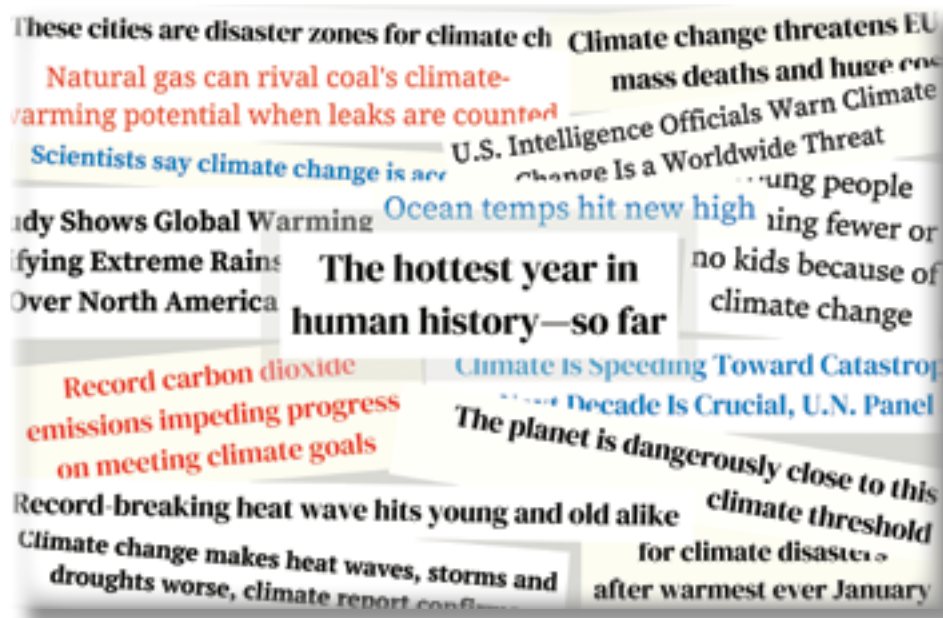 These cities are disaster zones for climate ch
Climate change threatens EU
mass deaths and huge
Natural gas can rival coal's climate-
warming potential when leaks are counted
U.S. Intelligence Officials Warn Climate
Change Is a Worldwide Threat
Scientists say climate change is
young people
fewer or
no kids because of
climate change
Ocean temps hit new high
Shows Global Warming
Extreme Rains
Over North America
The hottest year in
human history—so far
Record carbon dioxide
emissions impeding progress
on meeting climate goals
Climate Is Speeding Toward Catastrop
Next Decade Is Crucial, U.N. Panel
The planet is dangerously close to this
climate threshold
Record-breaking heat wave hits young and old alike
Climate change makes heat waves, storms and
droughts worse, climate report
for climate disasters
after warmest ever January